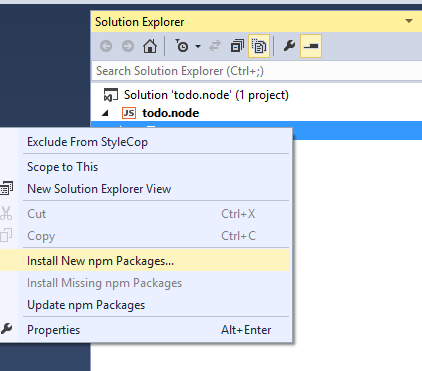 Solution Explorer
Search Solution Explorer (Ctrl+;)
Solution 'todo.node' (1 project)
JS todo.node
Exclude From StyleCop
Scope to This
New Solution Explorer View
Cut Ctrl+X
Copy Ctrl+C
Install New npm Packages...
Install Missing npm Packages
Update npm Packages
Properties Alt+Enter